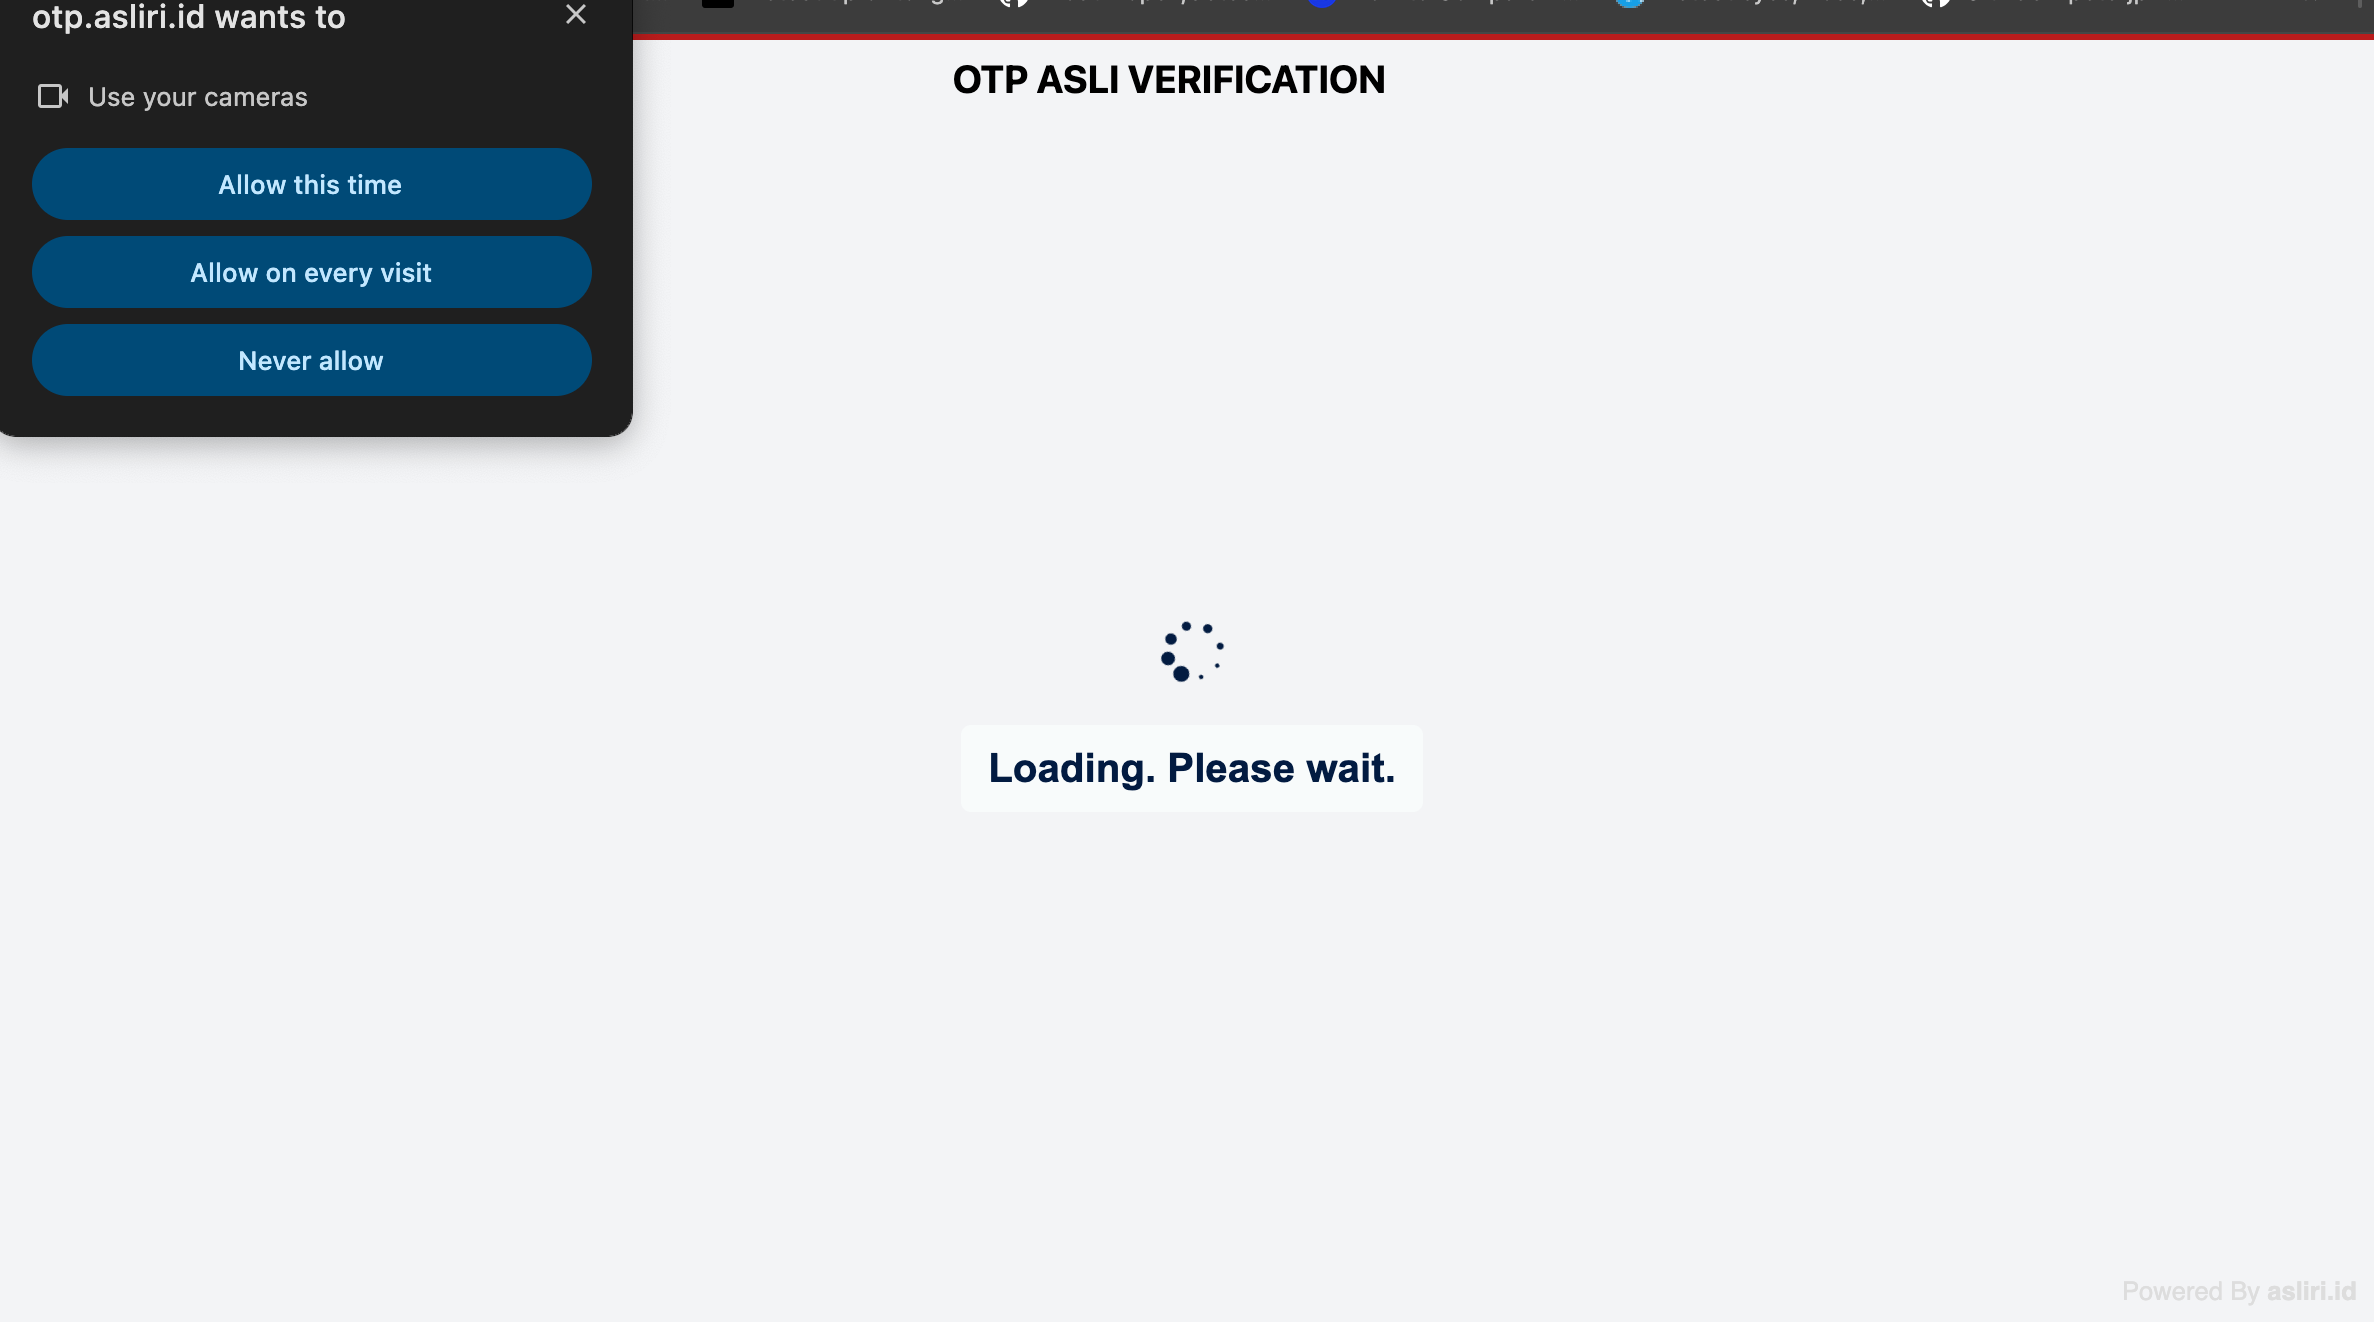 otp.asliri.id wants to
Use your cameras
Allow this time
Allow on every visit
Never allow
OTP ASLI VERIFICATION
Loading. Please wait.
Powered By asliri.id